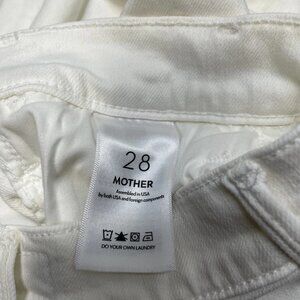 28
MOTHER
Assembled in USA
by both USA and foreign components
DO YOUR OWN LAUNDRY